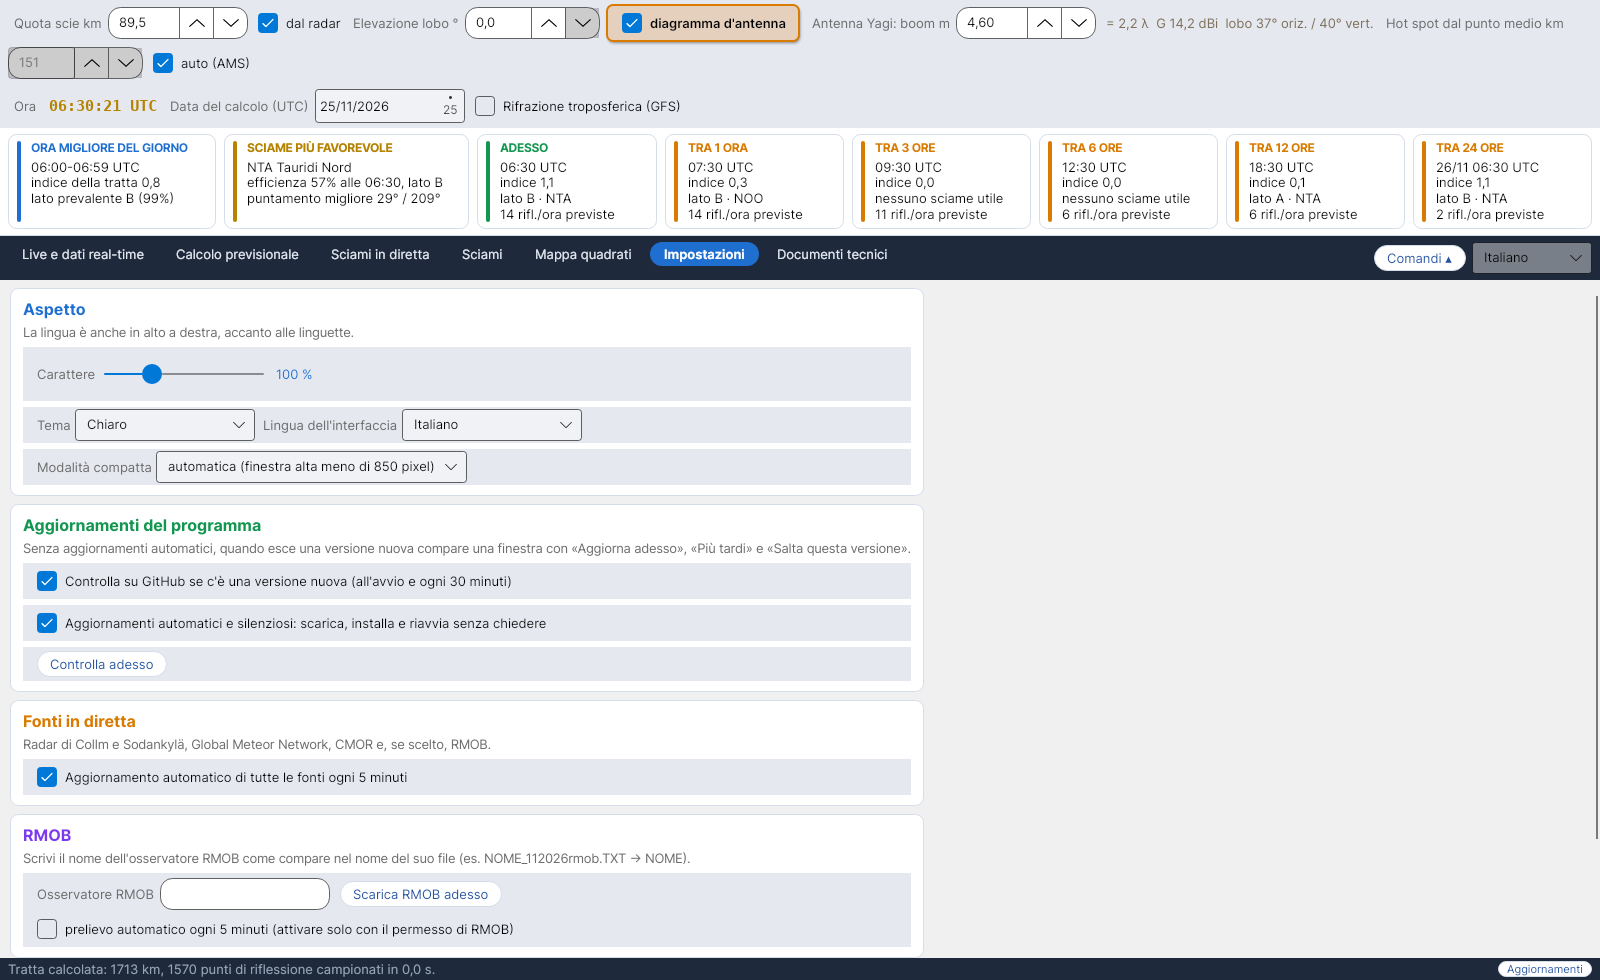 Quota scie km 89,5 dal radar Elevazione lobo ° 0,0 diagramma d'antenna Antenna Yagi: boom m 4,60 = 2,2 λ G 14,2 dBi lobo 37° oriz. / 40° vert. Hot spot dal punto medio km
151 auto (AMS)
Ora 06:30:21 UTC Data del calcolo (UTC) 25/11/2026 25 Rifrazione troposferica (GFS)
ORA MIGLIORE DEL GIORNO
06:00-06:59 UTC
indice della tratta 0,8
lato prevalente B (99%)
SCIAME PIÙ FAVOREVOLE
NTA Tauridi Nord
efficienza 57% alle 06:30, lato B
puntamento migliore 29° / 209°
ADESSO
06:30 UTC
indice 1,1
lato B · NTA
14 rifl./ora previste
TRA 1 ORA
07:30 UTC
indice 0,3
lato B · NOO
14 rifl./ora previste
TRA 3 ORE
09:30 UTC
indice 0,0
nessuno sciame utile
11 rifl./ora previste
TRA 6 ORE
12:30 UTC
indice 0,0
nessuno sciame utile
6 rifl./ora previste
TRA 12 ORE
18:30 UTC
indice 0,1
lato A · NTA
6 rifl./ora previste
TRA 24 ORE
26/11 06:30 UTC
indice 1,1
lato B · NTA
2 rifl./ora previste
Live e dati real-time Calcolo previsionale Sciami in diretta Sciami Mappa quadrati Impostazioni Documenti tecnici Comandi ▴ Italiano
Aspetto
La lingua è anche in alto a destra, accanto alle linguette.
Carattere 100 %
Tema Chiaro Lingua dell'interfaccia Italiano
Modalità compatta automatica (finestra alta meno di 850 pixel)
Aggiornamenti del programma
Senza aggiornamenti automatici, quando esce una versione nuova compare una finestra con «Aggiorna adesso», «Più tardi» e «Salta questa versione».
Controlla su GitHub se c'è una versione nuova (all'avvio e ogni 30 minuti)
Aggiornamenti automatici e silenziosi: scarica, installa e riavvia senza chiedere
Controlla adesso
Fonti in diretta
Radar di Collm e Sodankylä, Global Meteor Network, CMOR e, se scelto, RMOB.
Aggiornamento automatico di tutte le fonti ogni 5 minuti
RMOB
Scrivi il nome dell'osservatore RMOB come compare nel nome del suo file (es. NOME_112026rmob.TXT → NOME).
Osservatore RMOB Scarica RMOB adesso
prelievo automatico ogni 5 minuti (attivare solo con il permesso di RMOB)
Tratta calcolata: 1713 km, 1570 punti di riflessione campionati in 0,0 s. Aggiornamenti